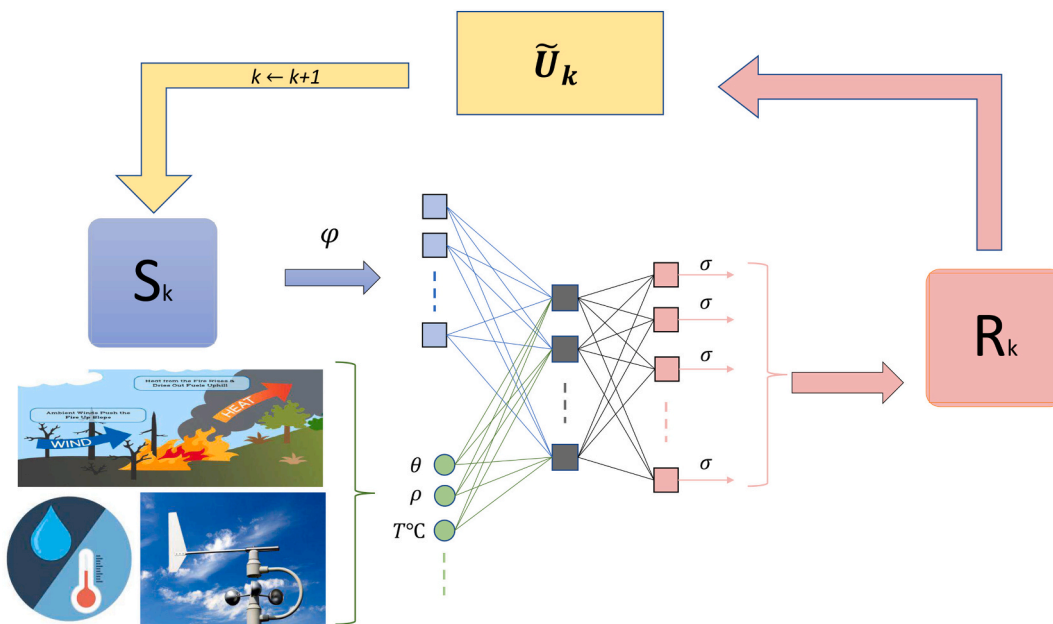 Ũₖ
k ← k+1
Sₖ
φ
σ
σ
σ
σ
Rₖ
Heat from the Fire Rises &
Dries Out Fuels Uphill
Ambient Winds Push the
Fire Up Slope
HEAT
WIND
θ
ρ
T°C